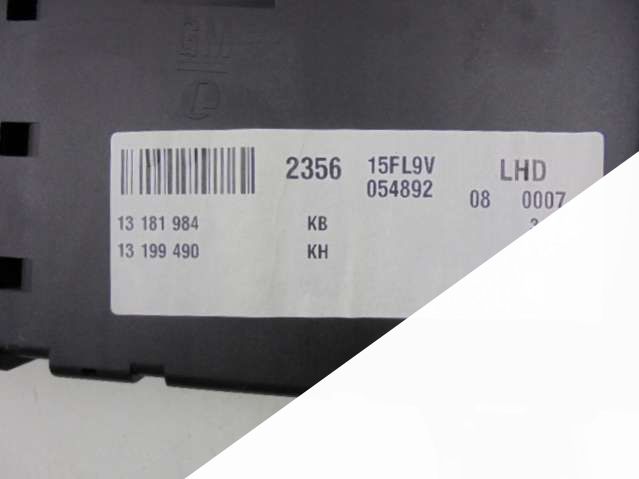 GM
2356 15FL9V LHD
054892 08 0007
13 181 984 KB
13 199 490 KH